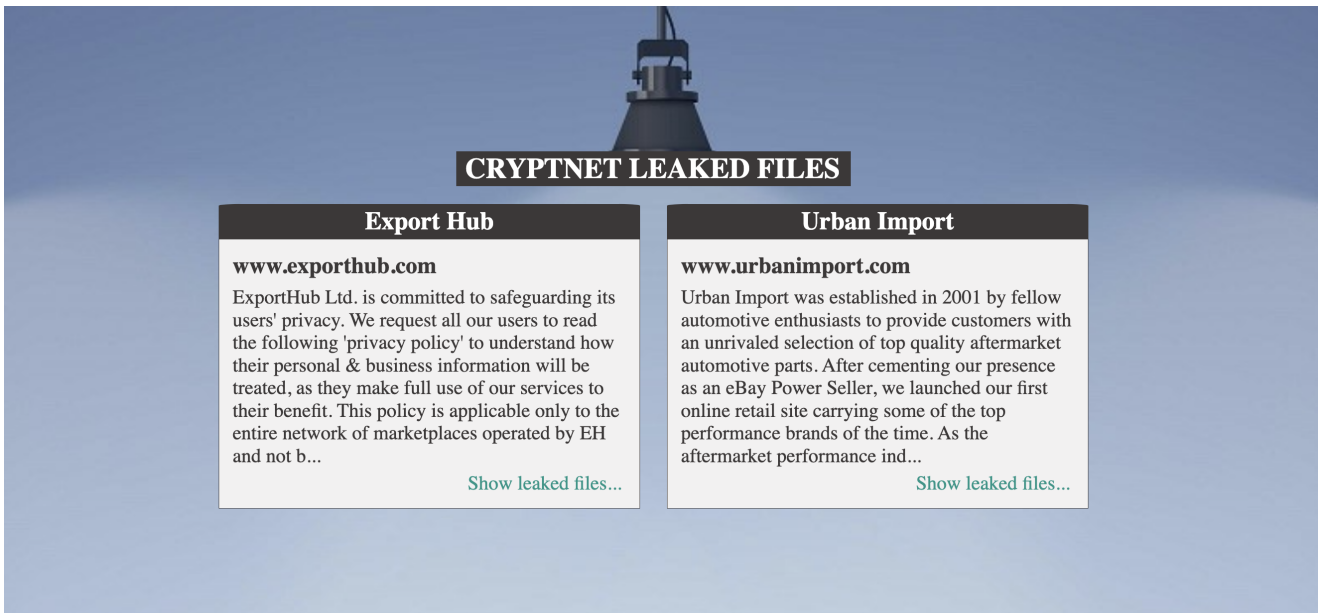 CRYPTNET LEAKED FILES
Export Hub
www.exporthub.com
ExportHub Ltd. is committed to safeguarding its
users' privacy. We request all our users to read
the following 'privacy policy' to understand how
their personal & business information will be
treated, as they make full use of our services to
their benefit. This policy is applicable only to the
entire network of marketplaces operated by EH
and not b...
Show leaked files...
Urban Import
www.urbanimport.com
Urban Import was established in 2001 by fellow
automotive enthusiasts to provide customers with
an unrivaled selection of top quality aftermarket
automotive parts. After cementing our presence
as an eBay Power Seller, we launched our first
online retail site carrying some of the top
performance brands of the time. As the
aftermarket performance ind...
Show leaked files...